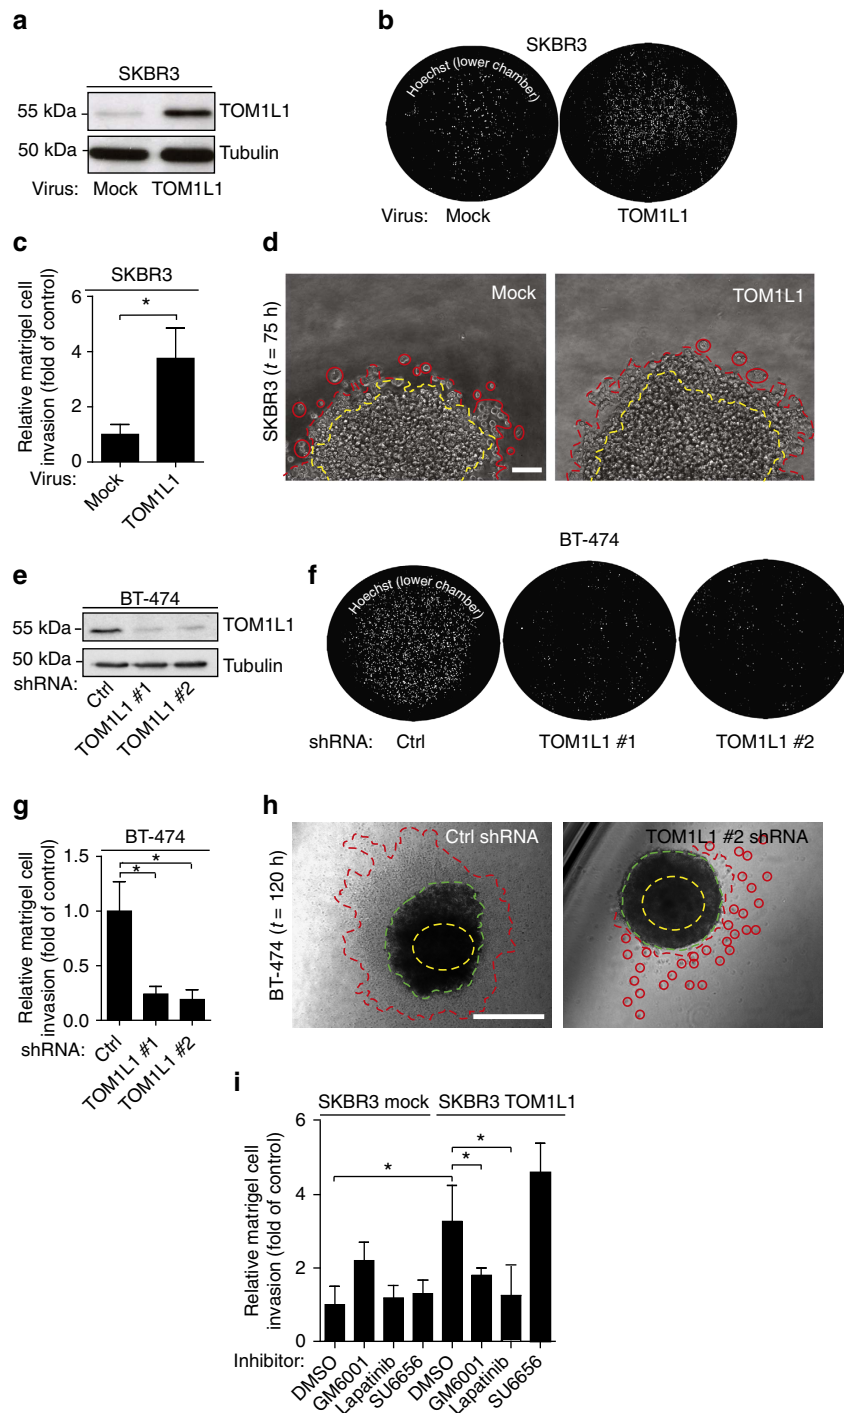 a
SKBR3
55 kDa
TOM1L1
50 kDa
Tubulin
Virus: Mock TOM1L1
b
SKBR3
Hoechst (lower chamber)
Virus: Mock TOM1L1
c
SKBR3
Relative matrigel cell
invasion (fold of control)
6
4
2
0
*
Virus:
Mock
TOM1L1
d
SKBR3 (t = 75 h)
Mock
TOM1L1
e
BT-474
55 kDa
TOM1L1
50 kDa
Tubulin
shRNA:
Ctrl
TOM1L1 #1
TOM1L1 #2
f
BT-474
Hoechst (lower chamber)
shRNA: Ctrl TOM1L1 #1 TOM1L1 #2
g
BT-474
Relative matrigel cell
invasion (fold of control)
1.5
1.0
0.5
0.0
*
*
shRNA:
Ctrl
TOM1L1 #1
TOM1L1 #2
h
BT-474 (t = 120 h)
Ctrl shRNA
TOM1L1 #2 shRNA
i
SKBR3 mock SKBR3 TOM1L1
Relative matrigel cell
invasion (fold of control)
6
4
2
0
*
*
*
Inhibitor:
DMSO
GM6001
Lapatinib
SU6656
DMSO
GM6001
Lapatinib
SU6656